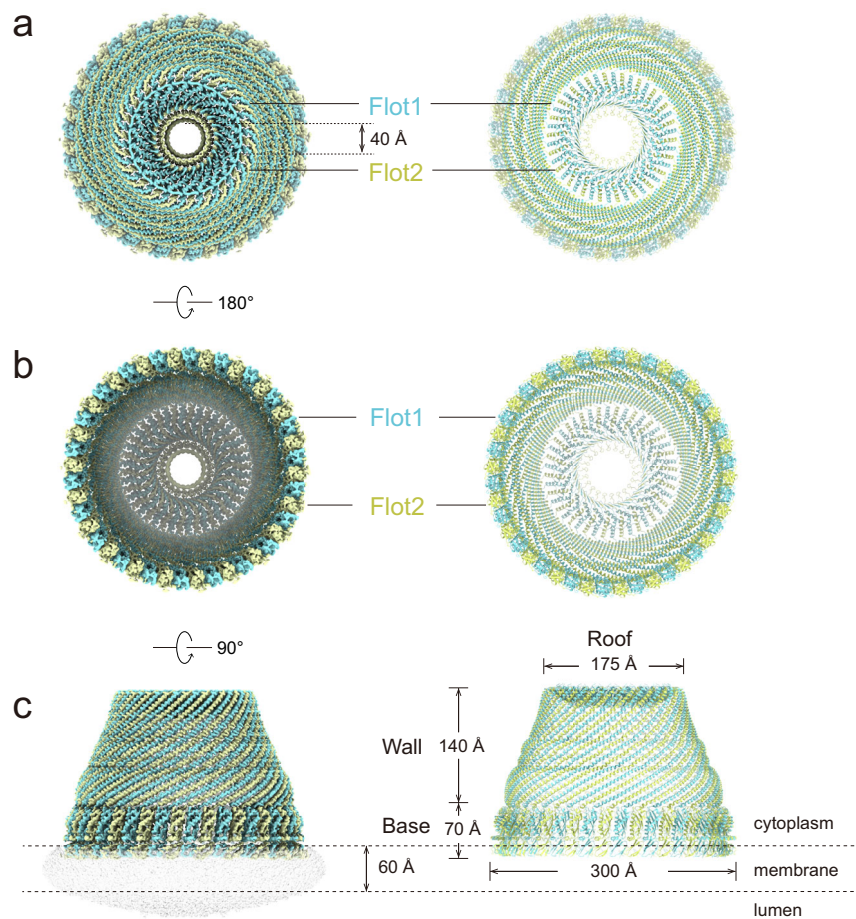 a
Flot1
40 Å
Flot2
180°
b
Flot1
Flot2
90°
Roof
175 Å
c
Wall
140 Å
Base
70 Å
cytoplasm
60 Å
300 Å
membrane
lumen